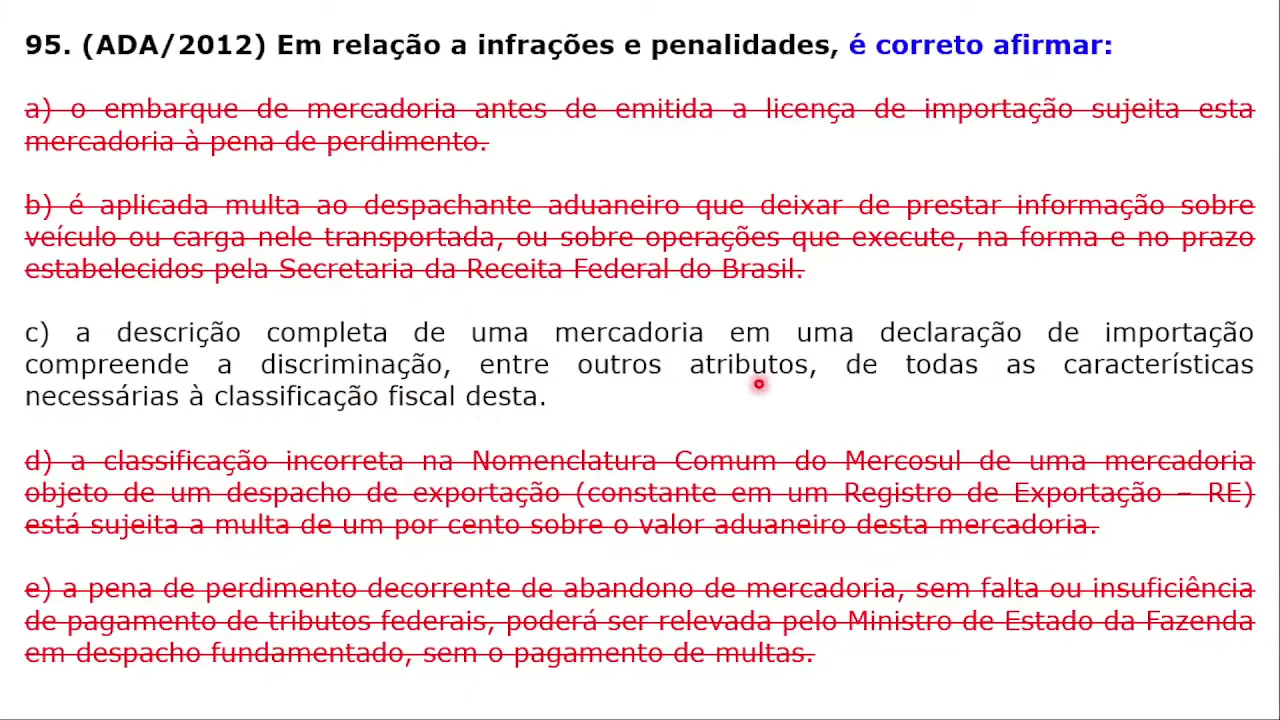 95. (ADA/2012) Em relação a infrações e penalidades, é correto afirmar:
a) o embarque de mercadoria antes de emitida a licença de importação sujeita esta
mercadoria à pena de perdimento.
b) é aplicada multa ao despachante aduaneiro que deixar de prestar informação sobre
veículo ou carga nele transportada, ou sobre operações que execute, na forma e no prazo
estabelecidos pela Secretaria da Receita Federal do Brasil.
c) a descrição completa de uma mercadoria em uma declaração de importação
compreende a discriminação, entre outros atributos, de todas as características
necessárias à classificação fiscal desta.
d) a classificação incorreta na Nomenclatura Comum do Mercosul de uma mercadoria
objeto de um despacho de exportação (constante em um Registro de Exportação – RE)
está sujeita a multa de um por cento sobre o valor aduaneiro desta mercadoria.
e) a pena de perdimento decorrente de abandono de mercadoria, sem falta ou insuficiência
de pagamento de tributos federais, poderá ser relevada pelo Ministro de Estado da Fazenda
em despacho fundamentado, sem o pagamento de multas.